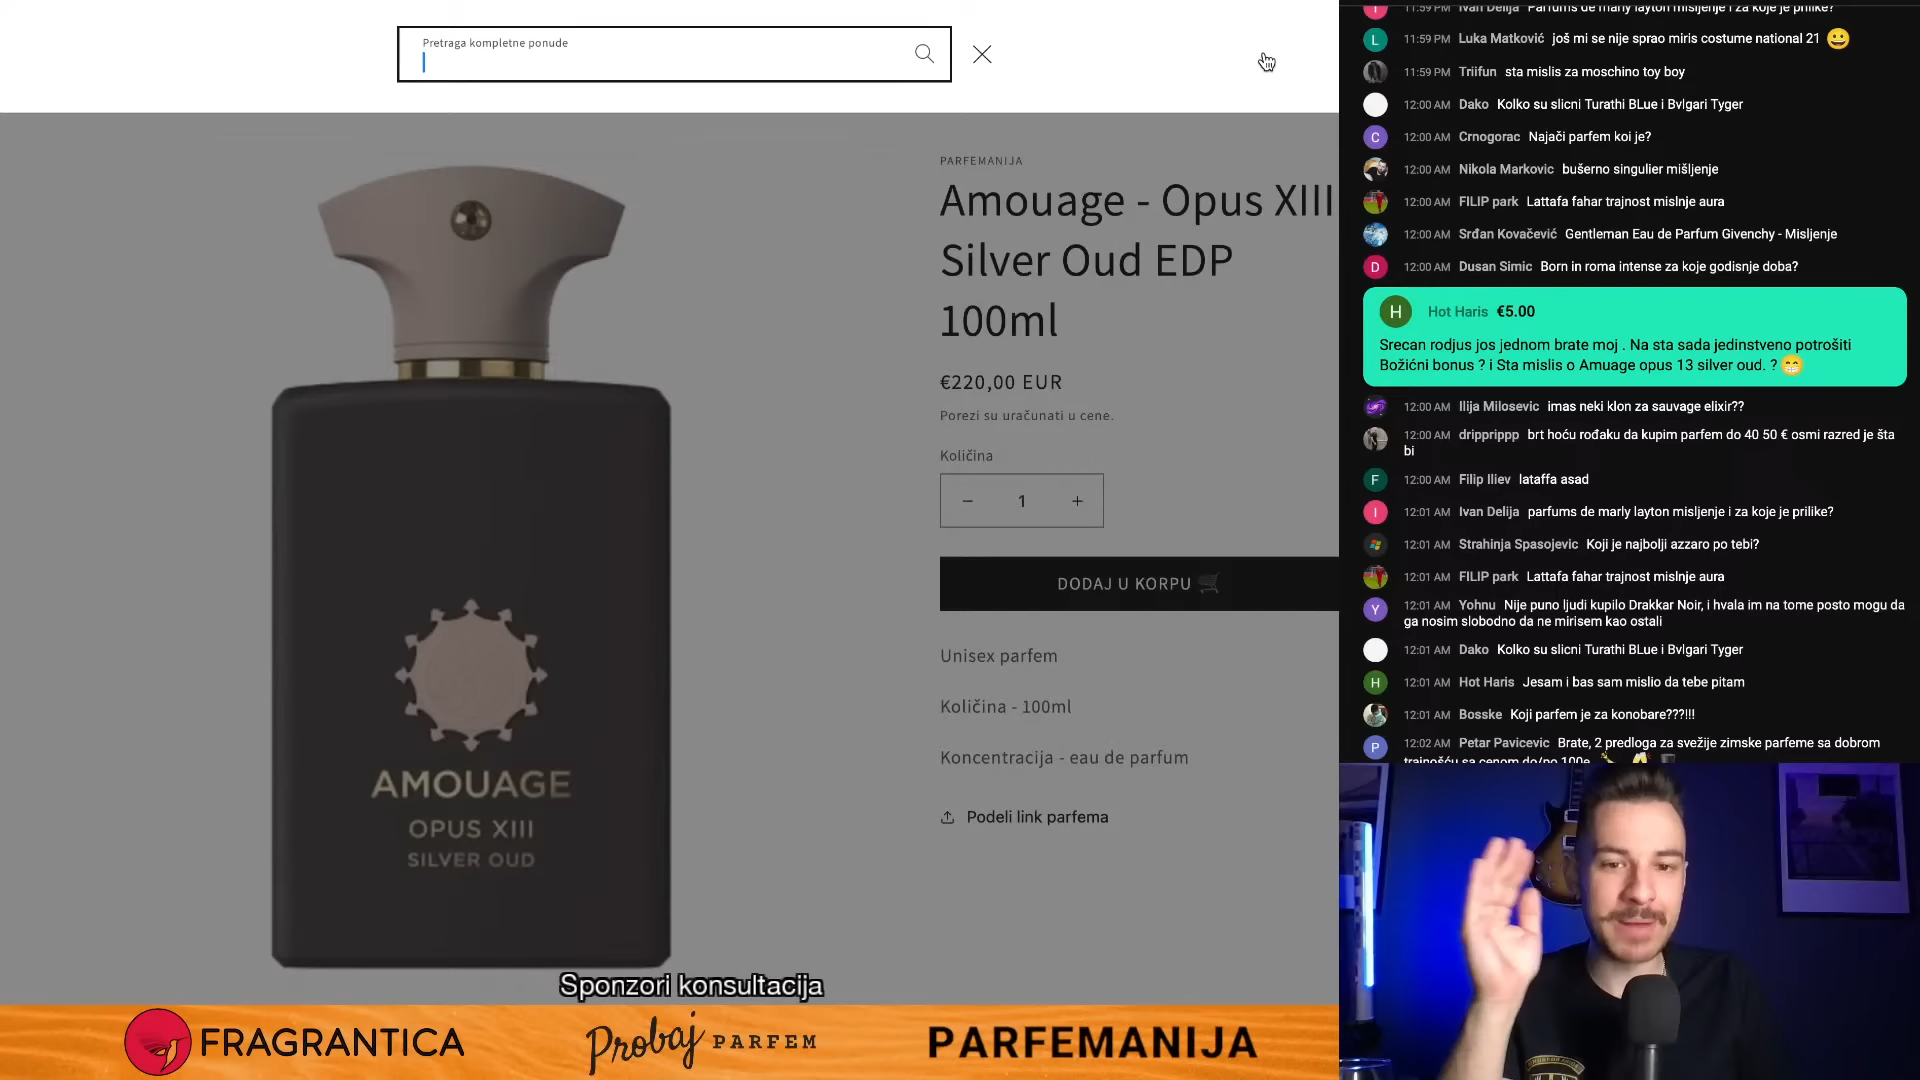 Pretraga kompletne ponude
PARFEMANIJA
Amouage - Opus XIII
Silver Oud EDP
100ml
€220,00 EUR
Porezi su uračunati u cene.
Količina
− 1 +
DODAJ U KORPU 🛒
Unisex parfem
Količina - 100ml
Koncentracija - eau de parfum
Podeli link parfema
AMOUAGE
OPUS XIII
SILVER OUD
Sponzori konsultacija
FRAGRANTICA
Probaj PARFEM
PARFEMANIJA
11:59 PM Ivan Delija Parfums de marly layton misljenje i za koje je prilike?
L 11:59 PM Luka Matković još mi se nije sprao miris costume national 21 😀
11:59 PM Triifun sta mislis za moschino toy boy
12:00 AM Dako Kolko su slicni Turathi BLue i Bvlgari Tyger
C 12:00 AM Crnogorac Najači parfem koi je?
12:00 AM Nikola Markovic bušerno singulier mišljenje
12:00 AM FILIP park Lattafa fahar trajnost mislnje aura
12:00 AM Srđan Kovačević Gentleman Eau de Parfum Givenchy - Misljenje
D 12:00 AM Dusan Simic Born in roma intense za koje godisnje doba?
H Hot Haris €5.00
Srecan rodjus jos jednom brate moj . Na sta sada jedinstveno potrošiti
Božićni bonus ? i Sta mislis o Amuage opus 13 silver oud. ? 😁
12:00 AM Ilija Milosevic imas neki klon za sauvage elixir??
12:00 AM dripprippp brt hoću rođaku da kupim parfem do 40 50 € osmi razred je šta
bi
F 12:00 AM Filip Iliev lataffa asad
I 12:01 AM Ivan Delija parfums de marly layton misljenje i za koje je prilike?
12:01 AM Strahinja Spasojevic Koji je najbolji azzaro po tebi?
12:01 AM FILIP park Lattafa fahar trajnost mislnje aura
Y 12:01 AM Yohnu Nije puno ljudi kupilo Drakkar Noir, i hvala im na tome posto mogu da
ga nosim slobodno da ne mirisem kao ostali
12:01 AM Dako Kolko su slicni Turathi BLue i Bvlgari Tyger
H 12:01 AM Hot Haris Jesam i bas sam mislio da tebe pitam
12:01 AM Bosske Koji parfem je za konobare???!!!
P 12:02 AM Petar Pavicevic Brate, 2 predloga za svežije zimske parfeme sa dobrom
trajnošću sa cenom do/po 100e